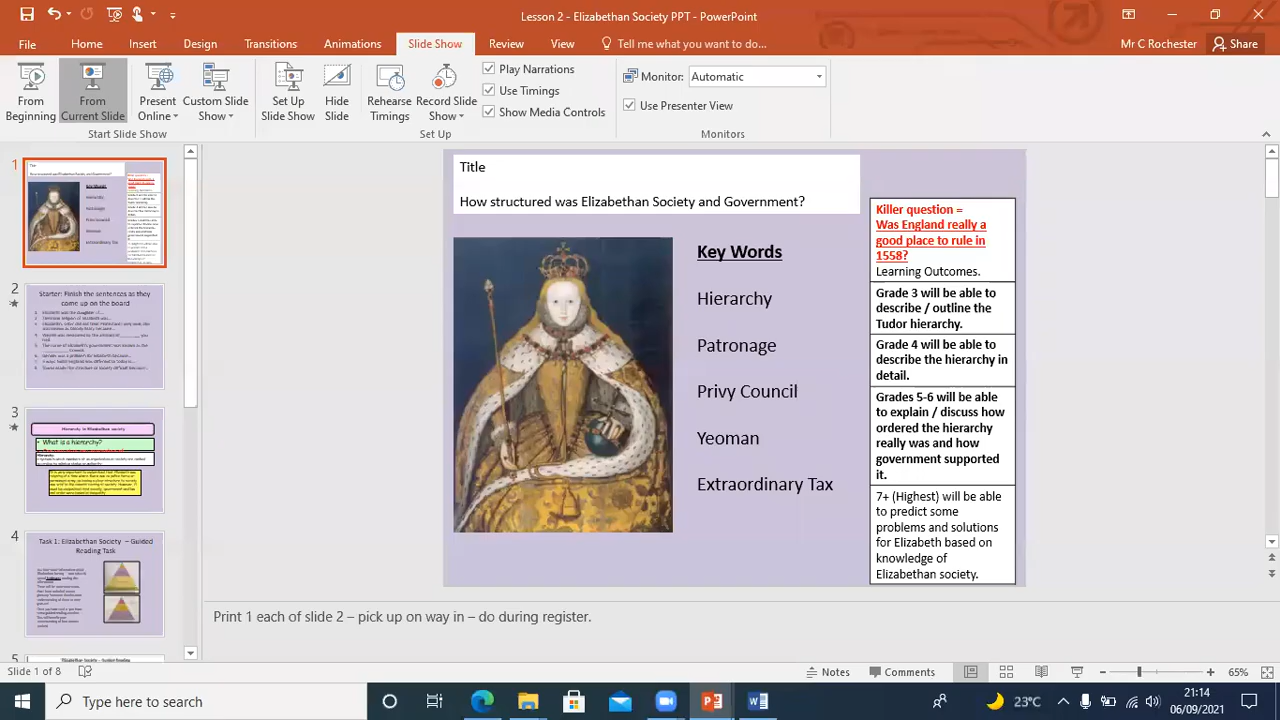 Lesson 2 - Elizabethan Society PPT - PowerPoint
File Home Insert Design Transitions Animations Slide Show Review View Tell me what you want to do... Mr C Rochester Share
From Beginning
From Current Slide
Present Online
Custom Slide Show
Set Up Slide Show
Hide Slide
Rehearse Timings
Record Slide Show
Play Narrations
Use Timings
Show Media Controls
Monitor: Automatic
Use Presenter View
Start Slide Show Set Up Monitors
1
2
Starter: Finish the sentences as they
come up on the board
3
Hierarchy in Elizabethan society
What is a hierarchy?
4
Task 1: Elizabethan Society – Guided
Reading Task
5
Title
How structured was Elizabethan Society and Government?
Key Words
Hierarchy
Patronage
Privy Council
Yeoman
Extraordinary Tax
Killer question =
Was England really a
good place to rule in
1558?
Learning Outcomes.
Grade 3 will be able to
describe / outline the
Tudor hierarchy.
Grade 4 will be able to
describe the hierarchy in
detail.
Grades 5-6 will be able
to explain / discuss how
ordered the hierarchy
really was and how
government supported
it.
7+ (Highest) will be able
to predict some
problems and solutions
for Elizabeth based on
knowledge of
Elizabethan society.
Print 1 each of slide 2 – pick up on way in – do during register.
Slide 1 of 8 Notes Comments 65%
Type here to search 23°C 21:14
06/09/2021